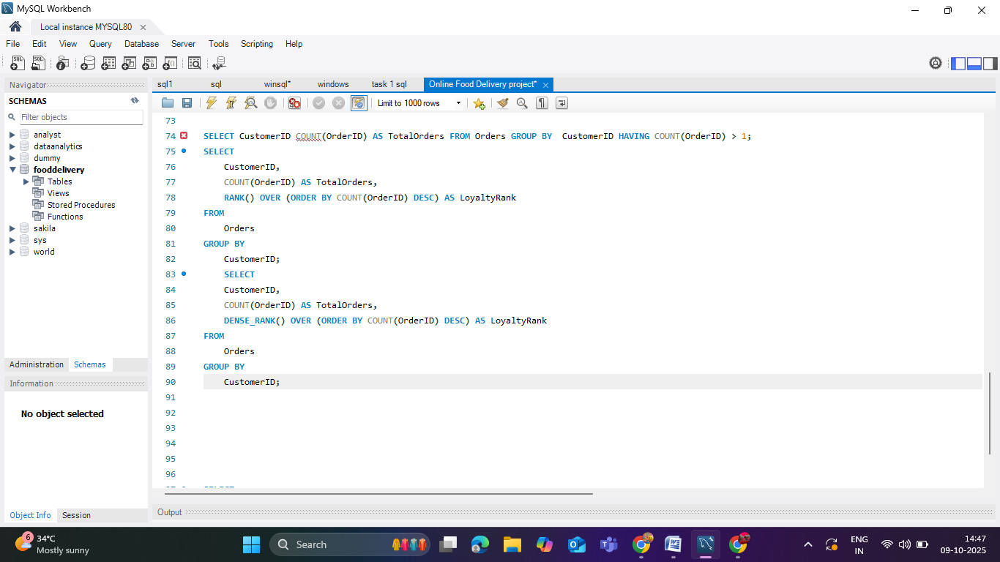 MySQL Workbench
Local instance MYSQL80
File Edit View Query Database Server Tools Scripting Help
Navigator
SCHEMAS
Filter objects
analyst
dataanalytics
dummy
fooddelivery
Tables
Views
Stored Procedures
Functions
sakila
sys
world
Administration Schemas
Information
No object selected
Object Info Session
sql1 sql winsql* windows task 1 sql Online Food Delivery project*
Limit to 1000 rows
73
74 SELECT CustomerID COUNT(OrderID) AS TotalOrders FROM Orders GROUP BY  CustomerID HAVING COUNT(OrderID) > 1;
75 SELECT
76 CustomerID,
77 COUNT(OrderID) AS TotalOrders,
78 RANK() OVER (ORDER BY COUNT(OrderID) DESC) AS LoyaltyRank
79 FROM
80 Orders
81 GROUP BY
82 CustomerID;
83 SELECT
84 CustomerID,
85 COUNT(OrderID) AS TotalOrders,
86 DENSE_RANK() OVER (ORDER BY COUNT(OrderID) DESC) AS LoyaltyRank
87 FROM
88 Orders
89 GROUP BY
90 CustomerID;
91
92
93
94
95
96
Output
6
34°C
Mostly sunny
Search
ENG
IN
14:47
09-10-2025